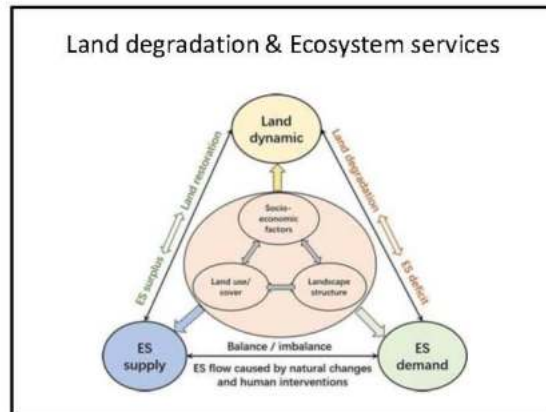 Land degradation & Ecosystem services
Land
dynamic
Land restoration
ES surplus
Land degradation
ES deficit
Socio-
economic
factors
Land use/
cover
Landscape
structure
ES
supply
Balance / imbalance
ES flow caused by natural changes
and human interventions
ES
demand